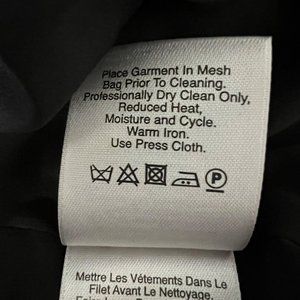 Place Garment In Mesh
Bag Prior To Cleaning.
Professionally Dry Clean Only,
Reduced Heat,
Moisture and Cycle.
Warm Iron.
Use Press Cloth.
P
Mettre Les Vêtements Dans Le
Filet Avant Le Nettoyage.